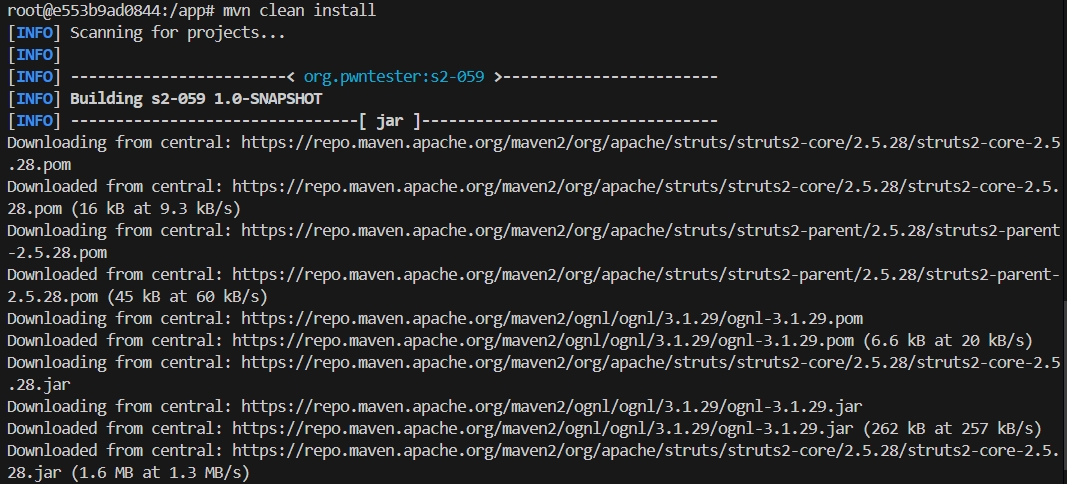 root@e553b9ad0844:/app# mvn clean install
[INFO] Scanning for projects...
[INFO]
[INFO] ------------------------< org.pwntester:s2-059 >------------------------
[INFO] Building s2-059 1.0-SNAPSHOT
[INFO] --------------------------------[ jar ]---------------------------------
Downloading from central: https://repo.maven.apache.org/maven2/org/apache/struts/struts2-core/2.5.28/struts2-core-2.5
.28.pom
Downloaded from central: https://repo.maven.apache.org/maven2/org/apache/struts/struts2-core/2.5.28/struts2-core-2.5.
28.pom (16 kB at 9.3 kB/s)
Downloading from central: https://repo.maven.apache.org/maven2/org/apache/struts/struts2-parent/2.5.28/struts2-parent
-2.5.28.pom
Downloaded from central: https://repo.maven.apache.org/maven2/org/apache/struts/struts2-parent/2.5.28/struts2-parent-
2.5.28.pom (45 kB at 60 kB/s)
Downloading from central: https://repo.maven.apache.org/maven2/ognl/ognl/3.1.29/ognl-3.1.29.pom
Downloaded from central: https://repo.maven.apache.org/maven2/ognl/ognl/3.1.29/ognl-3.1.29.pom (6.6 kB at 20 kB/s)
Downloading from central: https://repo.maven.apache.org/maven2/org/apache/struts/struts2-core/2.5.28/struts2-core-2.5
.28.jar
Downloading from central: https://repo.maven.apache.org/maven2/ognl/ognl/3.1.29/ognl-3.1.29.jar
Downloaded from central: https://repo.maven.apache.org/maven2/ognl/ognl/3.1.29/ognl-3.1.29.jar (262 kB at 257 kB/s)
Downloaded from central: https://repo.maven.apache.org/maven2/org/apache/struts/struts2-core/2.5.28/struts2-core-2.5.
28.jar (1.6 MB at 1.3 MB/s)